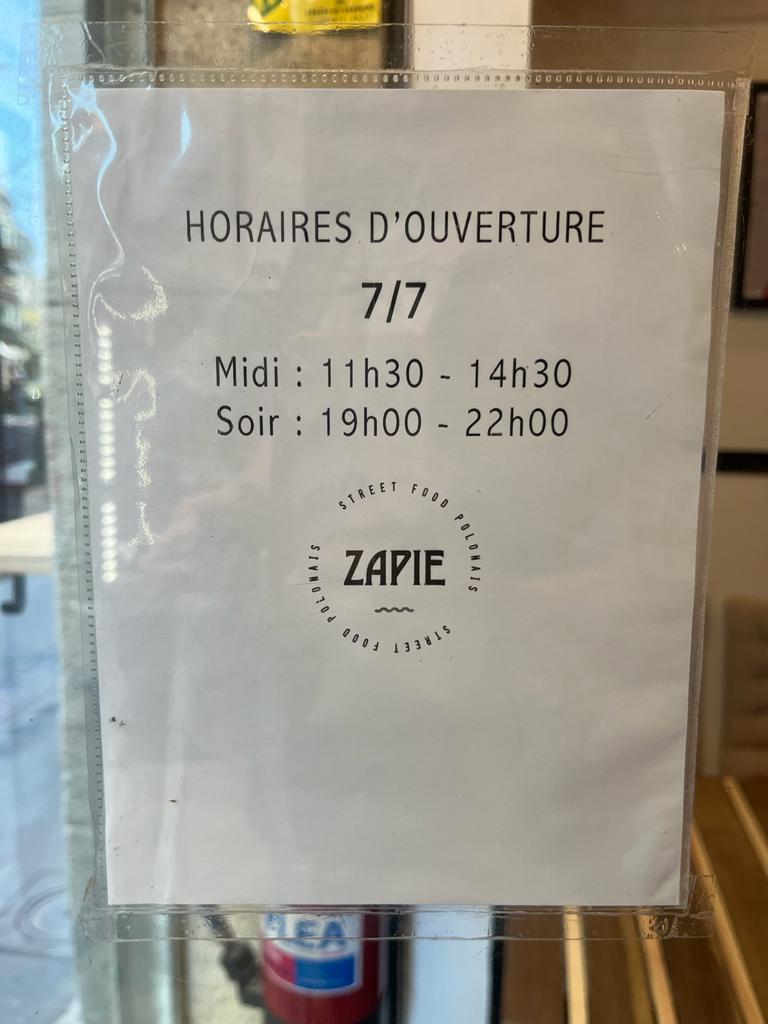 HORAIRES D'OUVERTURE
7/7
Midi : 11h30 - 14h30
Soir : 19h00 - 22h00
STREET FOOD POLONAIS
ZAPIE
STREET FOOD POLONAIS